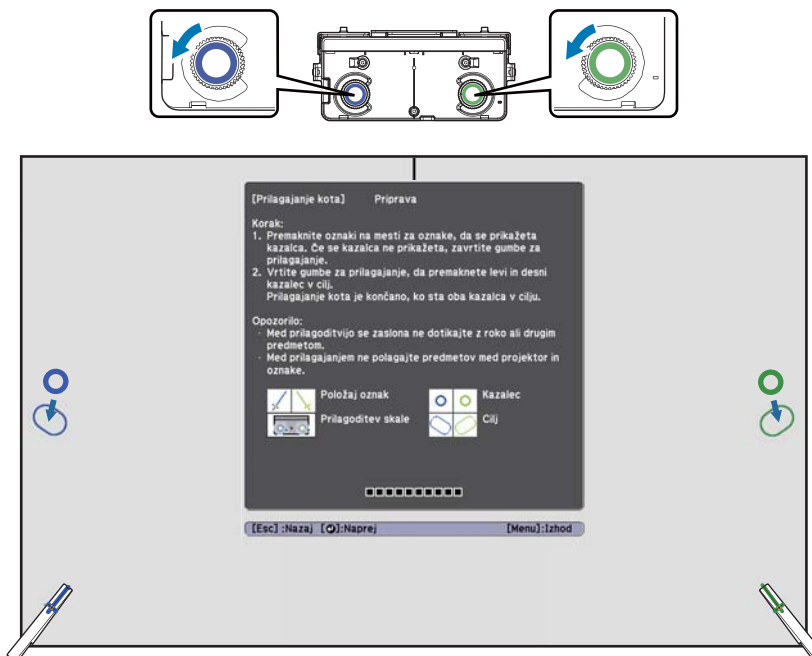 [Prilagajanje kota] Priprava
Korak:
1. Premaknite oznaki na mesti za oznake, da se prikažeta
kazalca. Če se kazalca ne prikažeta, zavrtite gumbe za
prilagajanje.
2. Vrtite gumbe za prilagajanje, da premaknete levi in desni
kazalec v cilj.
Prilagajanje kota je končano, ko sta oba kazalca v cilju.
Opozorilo:
· Med prilagoditvijo se zaslona ne dotikajte z roko ali drugim
predmetom.
· Med prilagajanjem ne polagajte predmetov med projektor in
oznake.
Položaj oznak Kazalec
Prilagoditev skale Cilj
[Esc] :Nazaj [⏎]:Naprej [Menu]:Izhod